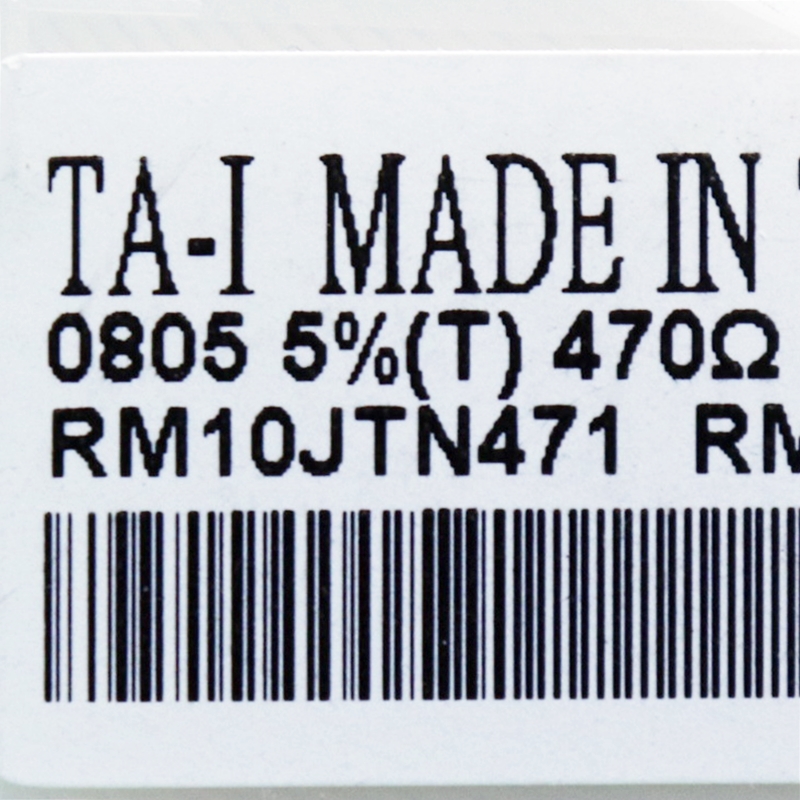 TA-I MADE IN
0805 5%(T) 470Ω
RM10JTN471 RM